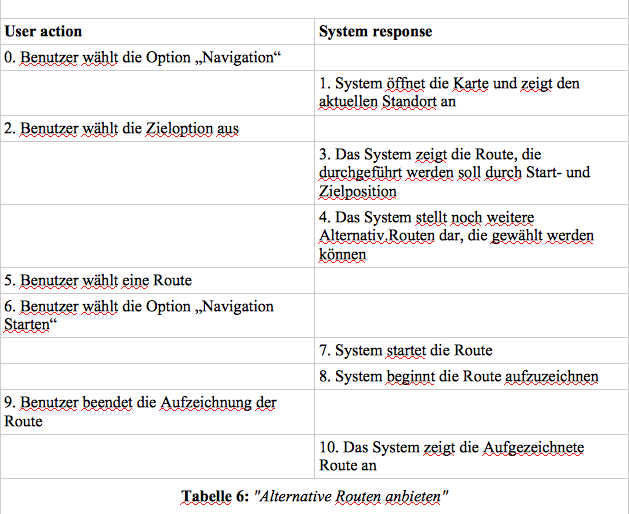 User action System response
0. Benutzer wählt die Option „Navigation“
1. System öffnet die Karte und zeigt den
aktuellen Standort an
2. Benutzer wählt die Zieloption aus
3. Das System zeigt die Route, die
durchgeführt werden soll durch Start- und
Zielposition
4. Das System stellt noch weitere
Alternativ.Routen dar, die gewählt werden
können
5. Benutzer wählt eine Route
6. Benutzer wählt die Option „Navigation
Starten“
7. System startet die Route
8. System beginnt die Route aufzuzeichnen
9. Benutzer beendet die Aufzeichnung der
Route
10. Das System zeigt die Aufgezeichnete
Route an
Tabelle 6: "Alternative Routen anbieten"